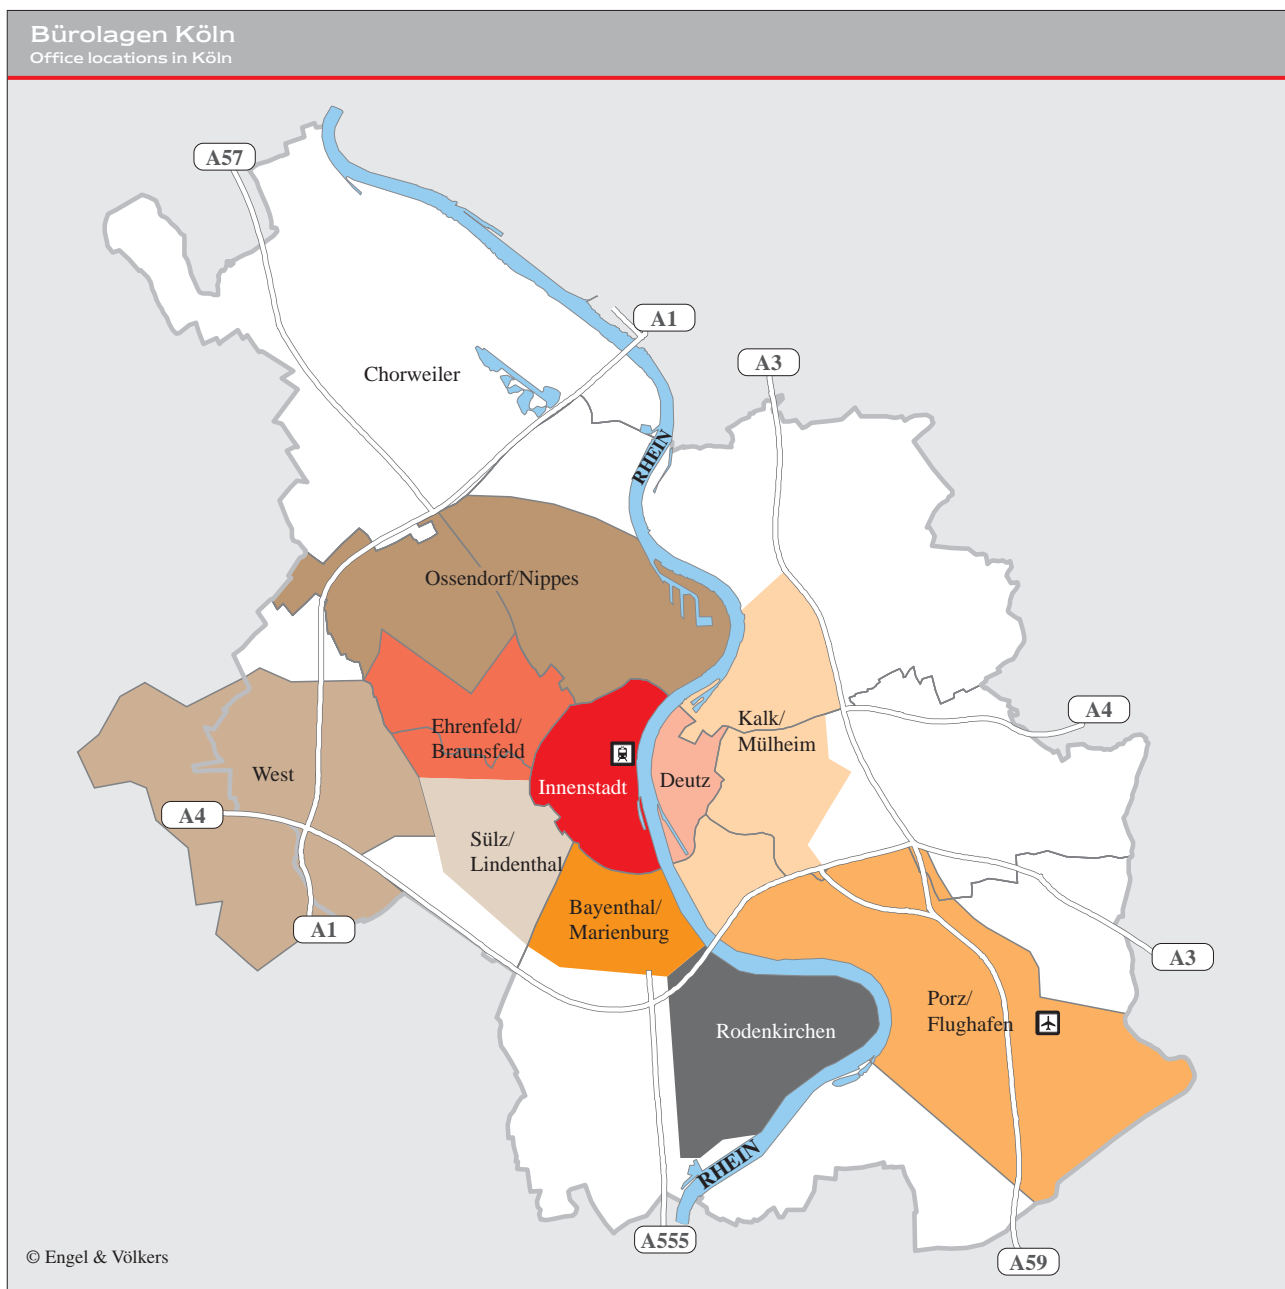 Bürolagen Köln
Office locations in Köln
A57
A1
A3
Chorweiler
RHEIN
Ossendorf/Nippes
A4
Kalk/
Mülheim
Ehrenfeld/
Braunsfeld
West
Innenstadt
Deutz
A4
Sülz/
Lindenthal
Bayenthal/
Marienburg
A1
A3
Porz/
Flughafen
Rodenkirchen
RHEIN
A555
A59
© Engel & Völkers